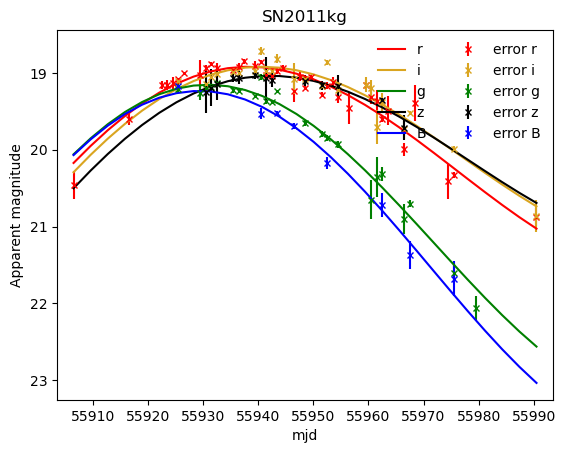 SN2011kg
r error r
i error i
g error g
z error z
B error B
19
20
21
22
23
Apparent magnitude
55910 55920 55930 55940 55950 55960 55970 55980 55990
mjd